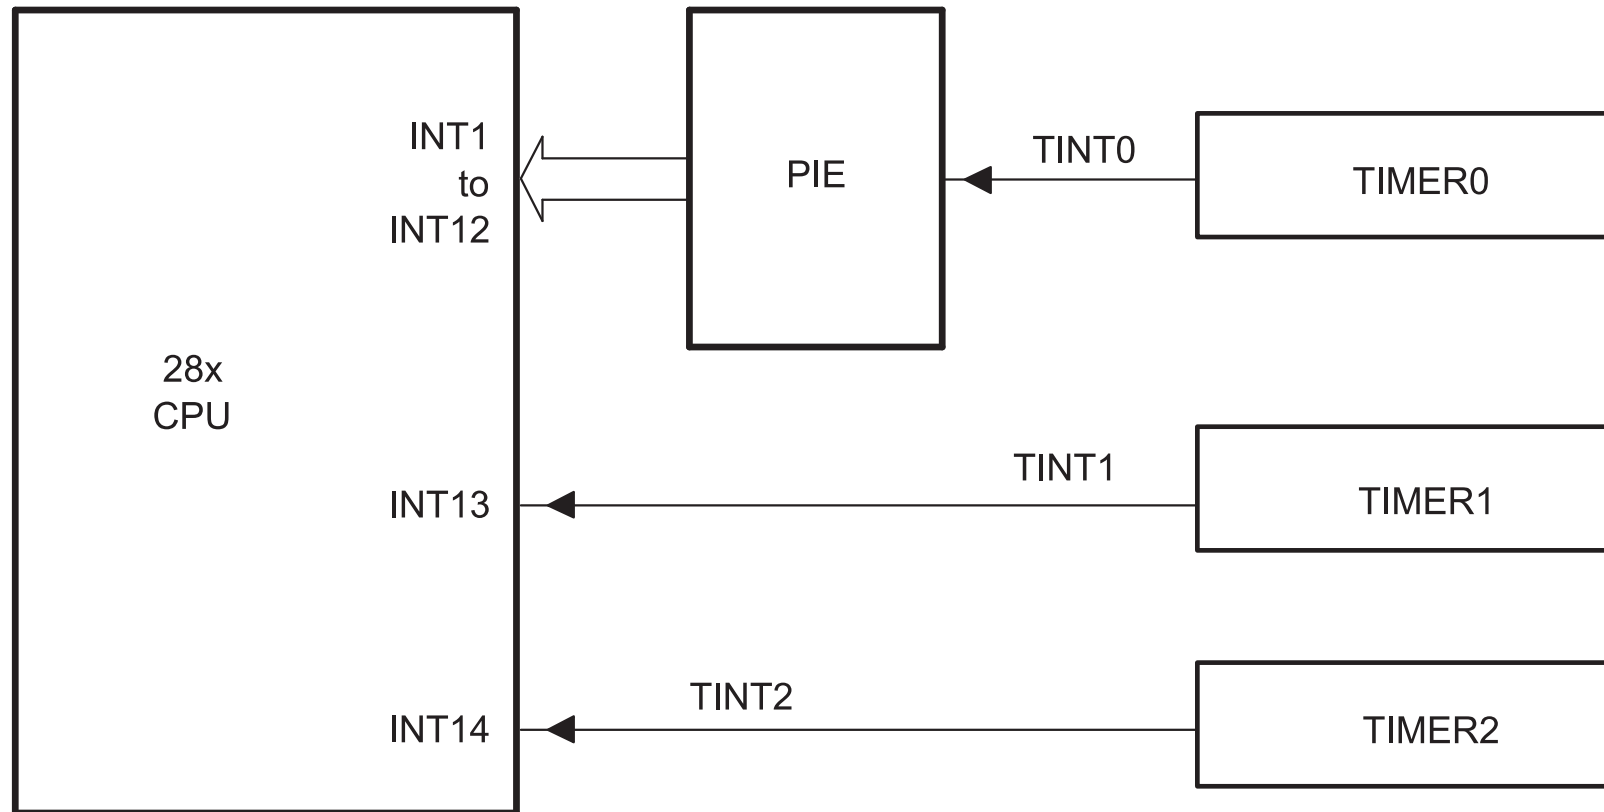 INT1
to
INT12
PIE
TINT0
TIMER0
28x
CPU
TINT1
INT13
TIMER1
TINT2
INT14
TIMER2